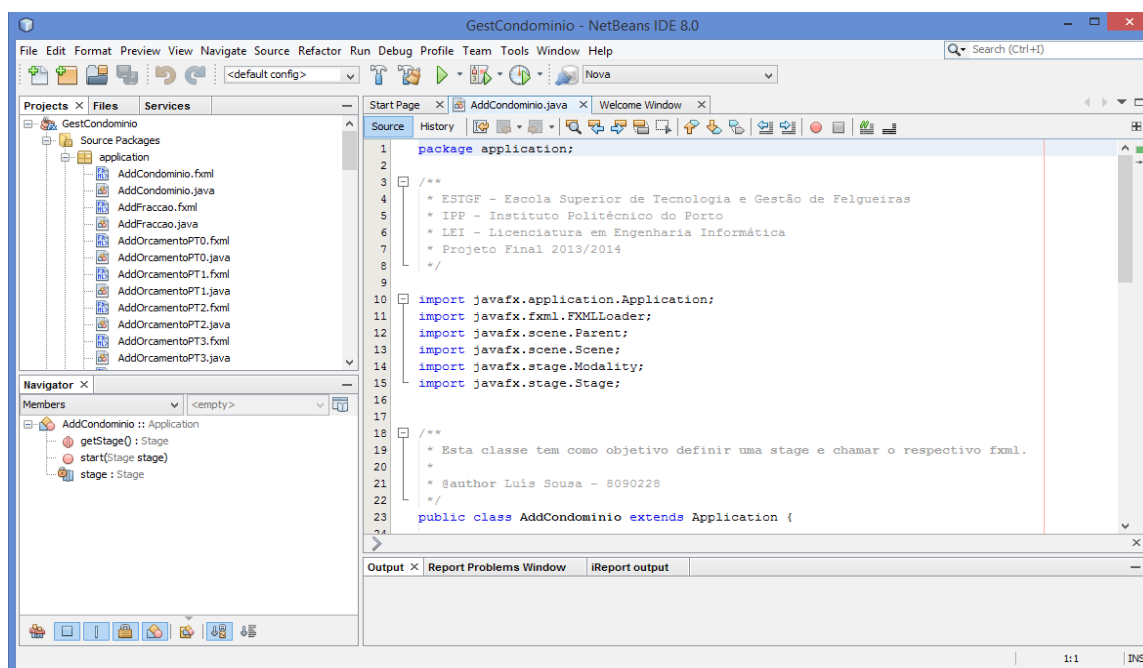 GestCondominio - NetBeans IDE 8.0
File Edit Format Preview View Navigate Source Refactor Run Debug Profile Team Tools Window Help
Search (Ctrl+I)
<default config>
Nova
Projects Files Services
GestCondominio
Source Packages
application
AddCondominio.fxml
AddCondominio.java
AddFraccao.fxml
AddFraccao.java
AddOrcamentoPT0.fxml
AddOrcamentoPT0.java
AddOrcamentoPT1.fxml
AddOrcamentoPT1.java
AddOrcamentoPT2.fxml
AddOrcamentoPT2.java
AddOrcamentoPT3.fxml
AddOrcamentoPT3.java
Navigator
Members <empty>
AddCondominio :: Application
getStage() : Stage
start(Stage stage)
stage : Stage
Start Page AddCondominio.java Welcome Window
Source History
1 package application;
2
3 /**
4 * ESTGF - Escola Superior de Tecnologia e Gestão de Felgueiras
5 * IPP - Instituto Politécnico do Porto
6 * LEI - Licenciatura em Engenharia Informática
7 * Projeto Final 2013/2014
8 */
9
10 import javafx.application.Application;
11 import javafx.fxml.FXMLLoader;
12 import javafx.scene.Parent;
13 import javafx.scene.Scene;
14 import javafx.stage.Modality;
15 import javafx.stage.Stage;
16
17
18 /**
19 * Esta classe tem como objetivo definir uma stage e chamar o respectivo fxml.
20 *
21 * @author Luís Sousa - 8090228
22 */
23 public class AddCondominio extends Application {
24
Output Report Problems Window iReport output
1:1 INS